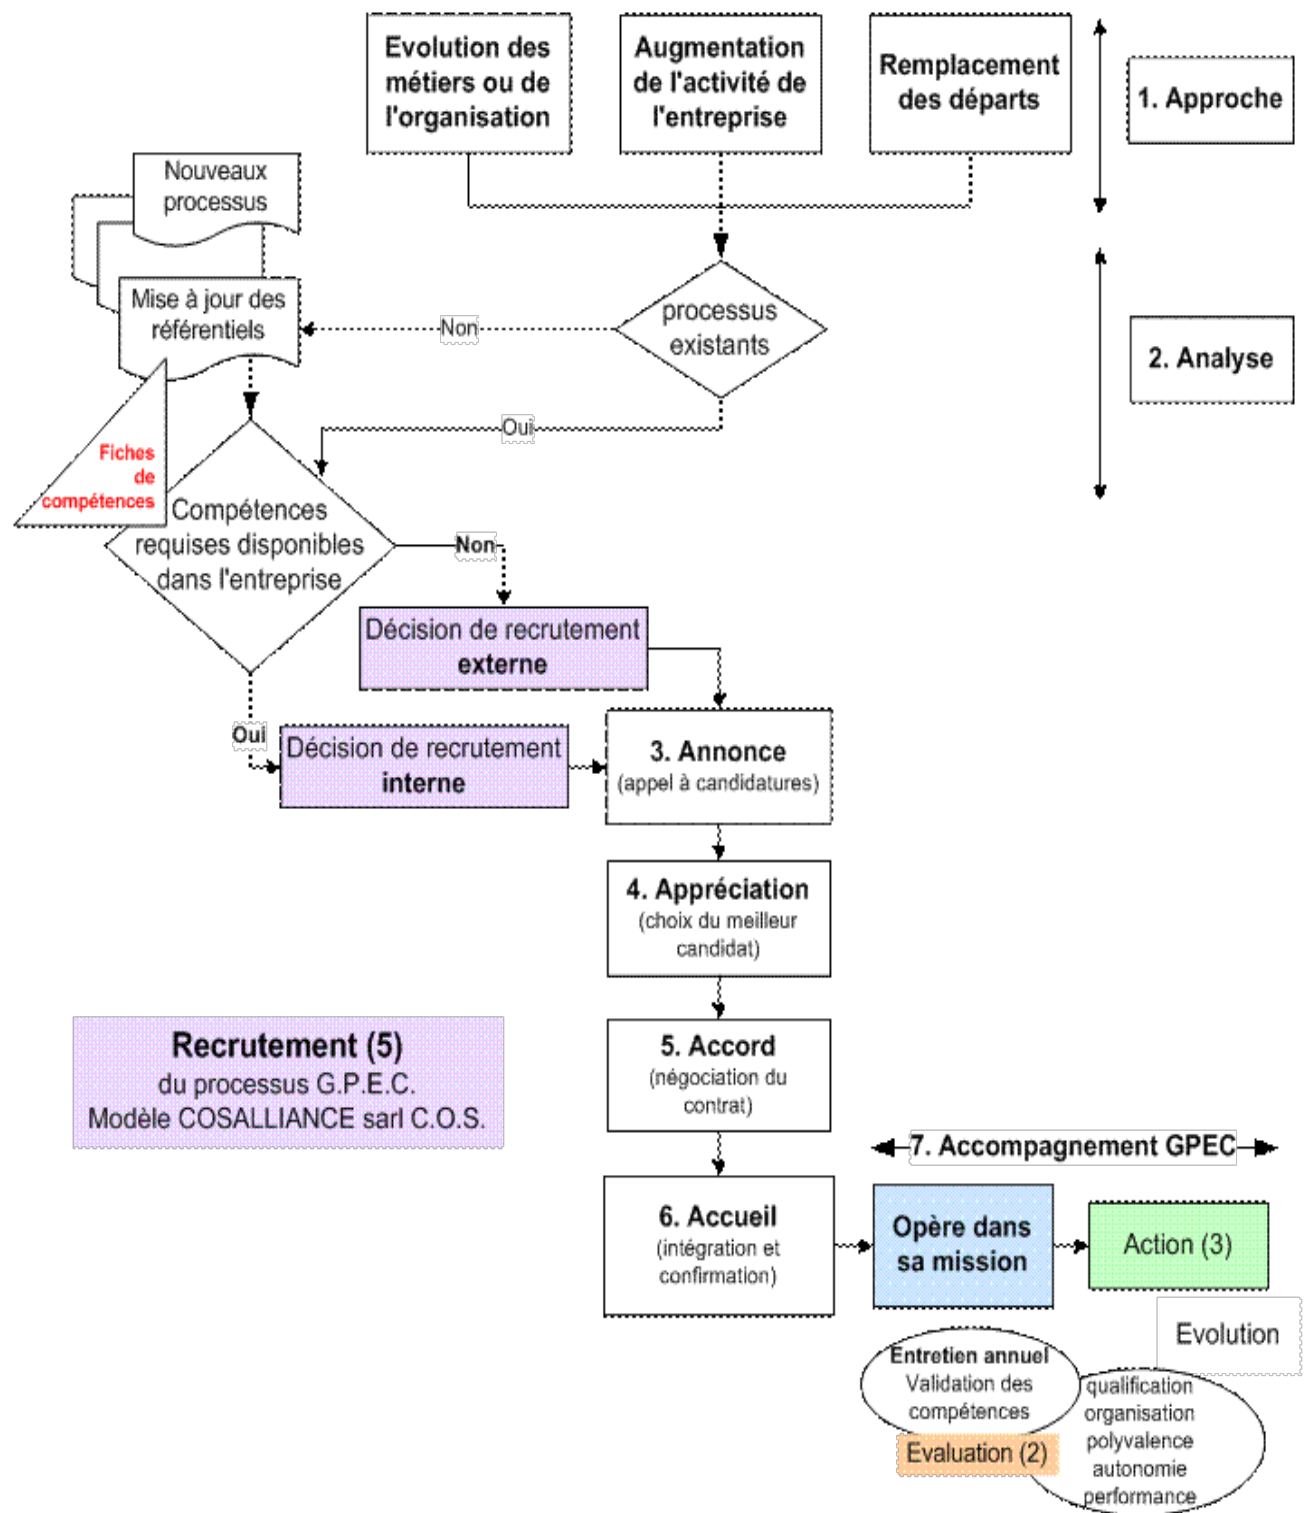 Evolution des
métiers ou de
l'organisation
Augmentation
de l'activité de
l'entreprise
Remplacement
des départs
1. Approche
Nouveaux
processus
Mise à jour des
référentiels
Non
processus
existants
2. Analyse
Oui
Fiches
de
compétences
Compétences
requises disponibles
dans l'entreprise
Non
Décision de recrutement
externe
Oui
Décision de recrutement
interne
3. Annonce
(appel à candidatures)
4. Appréciation
(choix du meilleur
candidat)
Recrutement (5)
du processus G.P.E.C.
Modèle COSALLIANCE sarl C.O.S.
5. Accord
(négociation du
contrat)
7. Accompagnement GPEC
6. Accueil
(intégration et
confirmation)
Opère dans
sa mission
Action (3)
Evolution
Entretien annuel
Validation des
compétences
Evaluation (2)
qualification
organisation
polyvalence
autonomie
performance